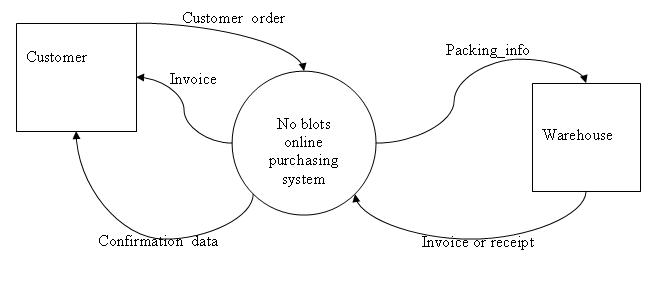 Customer order
Packing_info
Customer
Invoice
No blots
online
purchasing
system
Warehouse
Confirmation data
Invoice or receipt